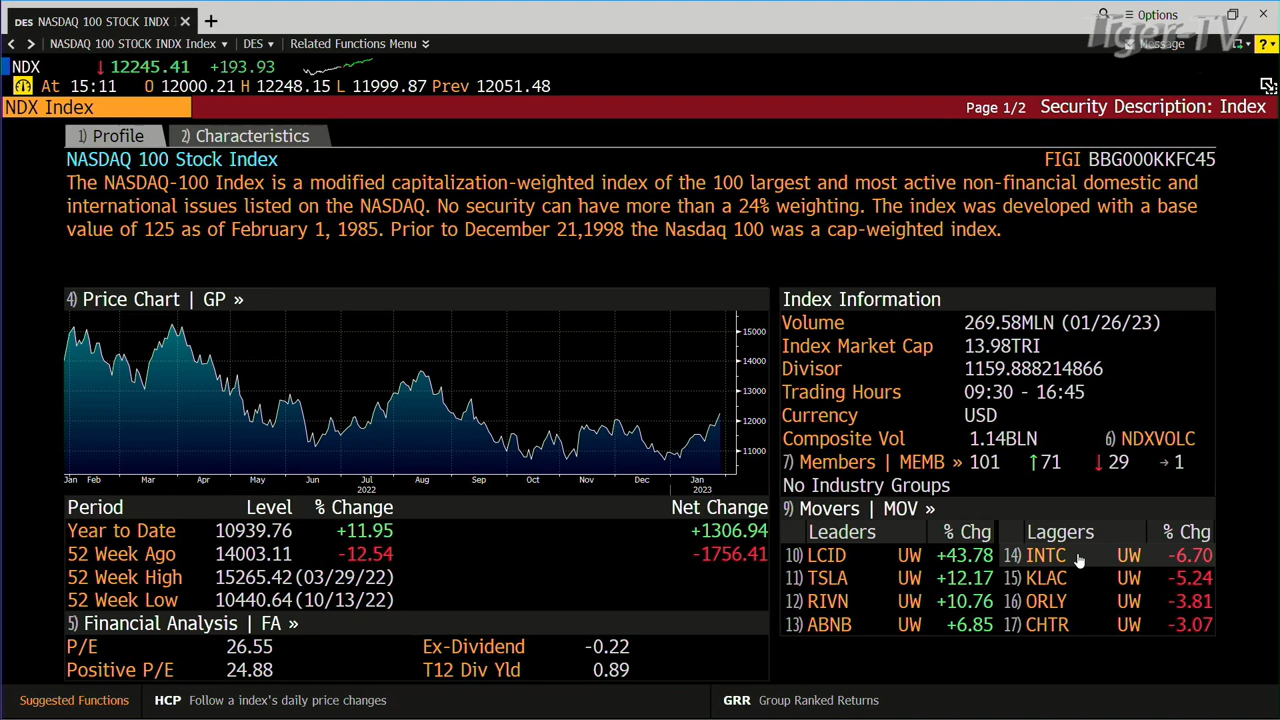 DES NASDAQ 100 STOCK INDX × +
Options
Tiger-TV
< > NASDAQ 100 STOCK INDX Index ▾ DES ▾ Related Functions Menu
Message
? ▾
NDX ↓ 12245.41 +193.93
At 15:11 O 12000.21 H 12248.15 L 11999.87 Prev 12051.48
NDX Index Page 1/2 Security Description: Index
1) Profile 2) Characteristics
NASDAQ 100 Stock Index FIGI BBG000KKFC45
The NASDAQ-100 Index is a modified capitalization-weighted index of the 100 largest and most active non-financial domestic and
international issues listed on the NASDAQ. No security can have more than a 24% weighting. The index was developed with a base
value of 125 as of February 1, 1985. Prior to December 21,1998 the Nasdaq 100 was a cap-weighted index.
4) Price Chart | GP »
15000
14000
13000
12000
11000
Jan Feb Mar Apr May Jun Jul Aug Sep Oct Nov Dec Jan
2022 2023
Period Level % Change Net Change
Year to Date 10939.76 +11.95 +1306.94
52 Week Ago 14003.11 -12.54 -1756.41
52 Week High 15265.42 (03/29/22)
52 Week Low 10440.64 (10/13/22)
5) Financial Analysis | FA »
P/E 26.55 Ex-Dividend -0.22
Positive P/E 24.88 T12 Div Yld 0.89
Index Information
Volume 269.58MLN (01/26/23)
Index Market Cap 13.98TRI
Divisor 1159.888214866
Trading Hours 09:30 - 16:45
Currency USD
Composite Vol 1.14BLN 6) NDXVOLC
7) Members | MEMB » 101 ↑71 ↓29 →1
No Industry Groups
9) Movers | MOV »
Leaders % Chg Laggers % Chg
10) LCID UW +43.78 14) INTC UW -6.70
11) TSLA UW +12.17 15) KLAC UW -5.24
12) RIVN UW +10.76 16) ORLY UW -3.81
13) ABNB UW +6.85 17) CHTR UW -3.07
Suggested Functions HCP Follow a index's daily price changes GRR Group Ranked Returns